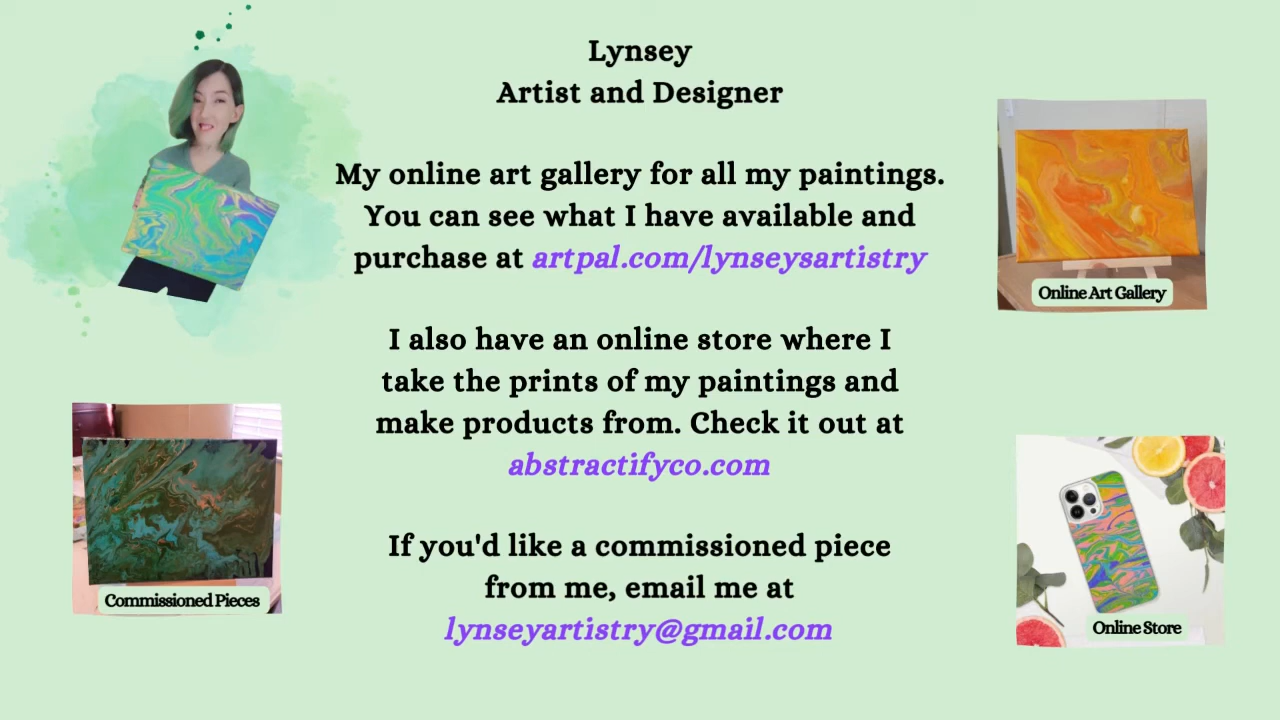 Lynsey
Artist and Designer
My online art gallery for all my paintings.
You can see what I have available and
purchase at artpal.com/lynseysartistry
I also have an online store where I
take the prints of my paintings and
make products from. Check it out at
abstractifyco.com
If you'd like a commissioned piece
from me, email me at
lynseyartistry@gmail.com
Online Art Gallery
Commissioned Pieces
Online Store